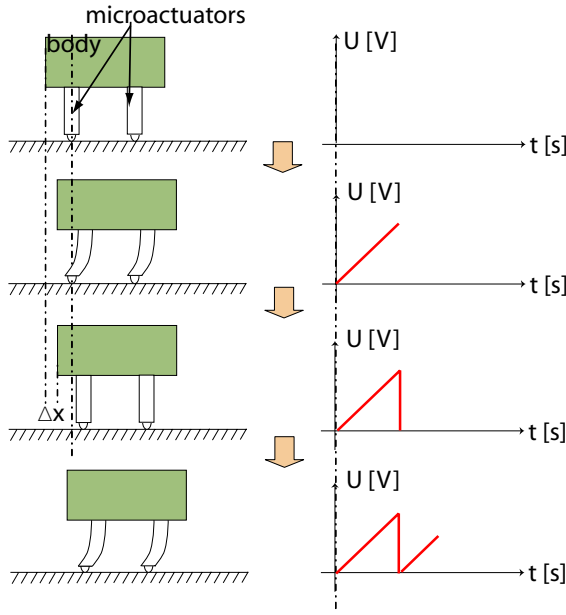 microactuators
body
U [V]
t [s]
U [V]
t [s]
U [V]
Δx
t [s]
U [V]
t [s]